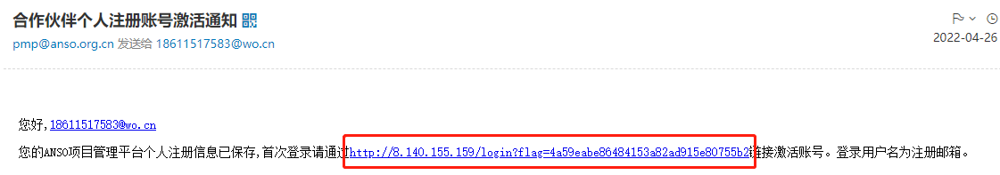 合作伙伴个人注册账号激活通知
pmp@anso.org.cn 发送给 18611517583@wo.cn
2022-04-26
您好,18611517583@wo.cn
您的ANSO项目管理平台个人注册信息已保存,首次登录请通过http://8.140.155.159/login?flag=4a59eabe86484153a82ad915e80755b2链接激活账号。登录用户名为注册邮箱。